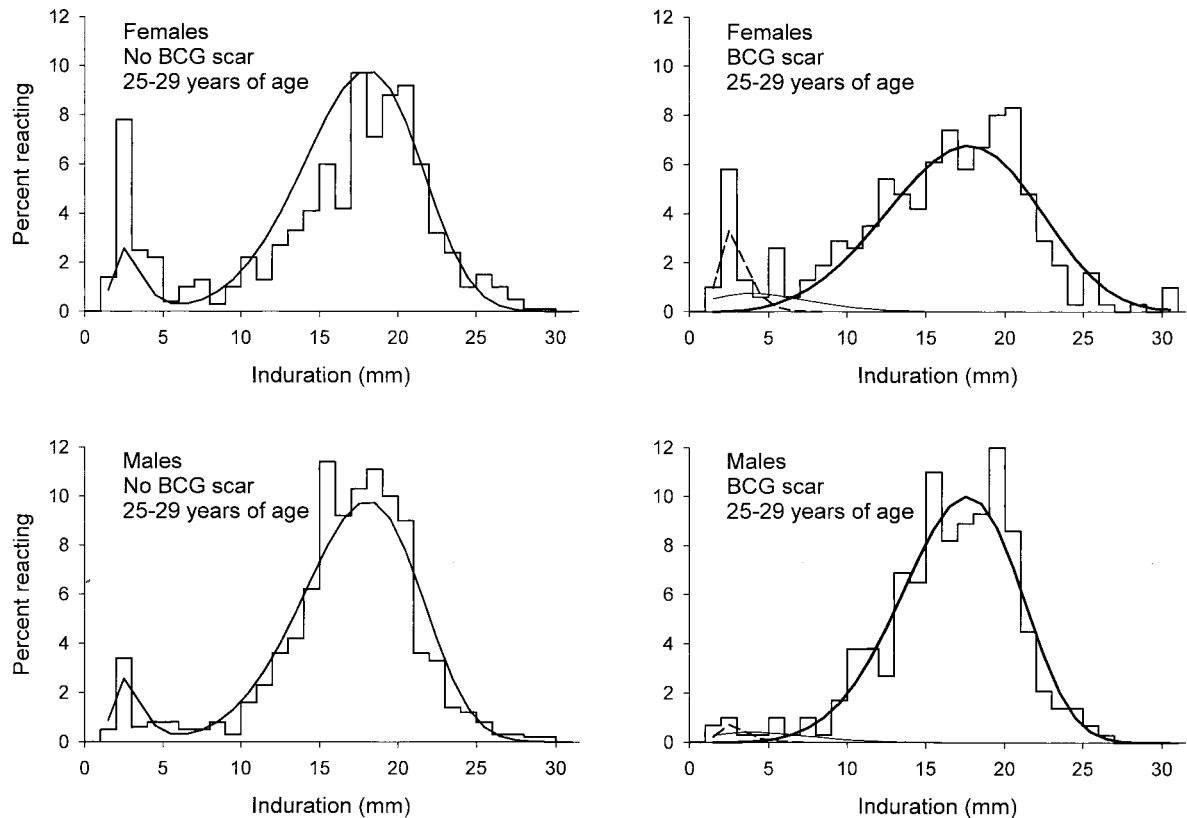 12
10
8
6
4
2
0
Percent reacting
Females
No BCG scar
25-29 years of age
0 5 10 15 20 25 30
Induration (mm)
12
10
8
6
4
2
0
Females
BCG scar
25-29 years of age
0 5 10 15 20 25 30
Induration (mm)
12
10
8
6
4
2
0
Percent reacting
Males
No BCG scar
25-29 years of age
0 5 10 15 20 25 30
Induration (mm)
12
10
8
6
4
2
0
Males
BCG scar
25-29 years of age
0 5 10 15 20 25 30
Induration (mm)